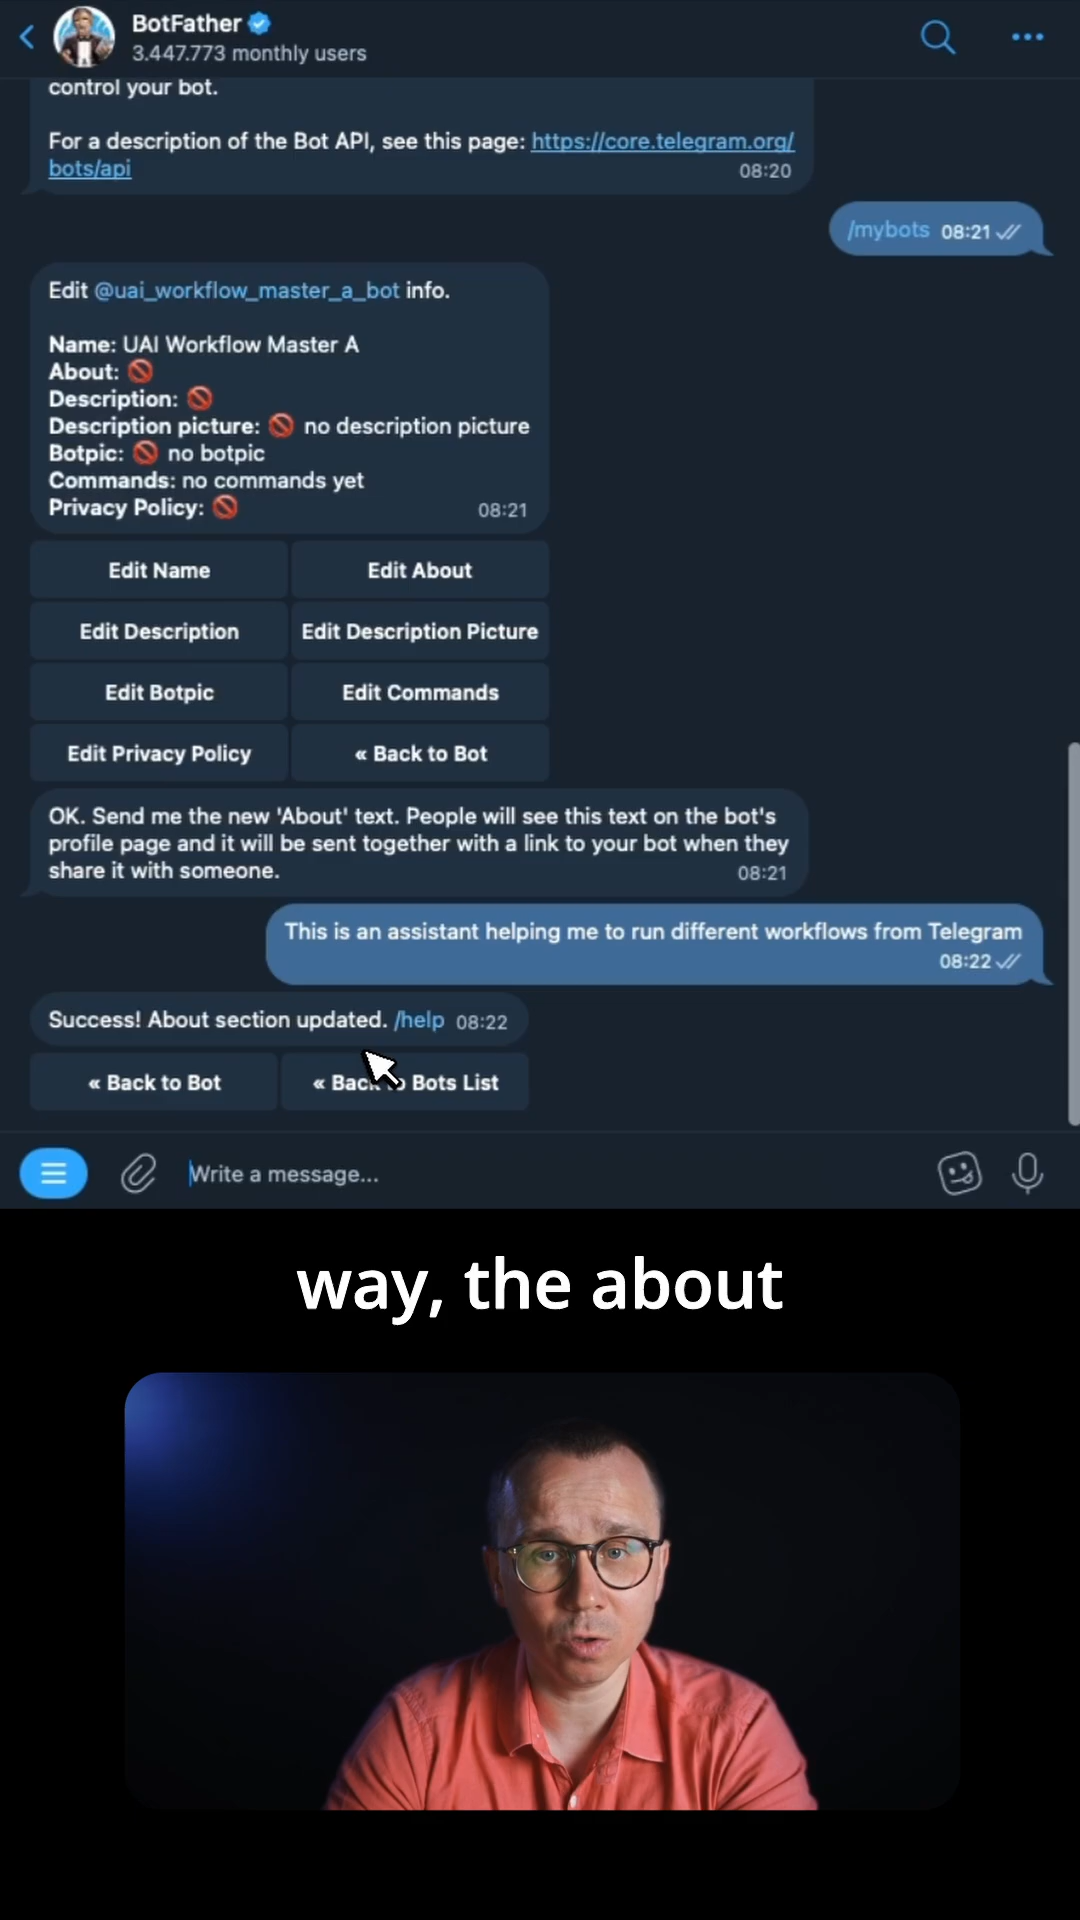 BotFather
3.447.773 monthly users
control your bot.
For a description of the Bot API, see this page: https://core.telegram.org/
bots/api
08:20
/mybots 08:21
Edit @uai_workflow_master_a_bot info.
Name: UAI Workflow Master A
About: 🚫
Description: 🚫
Description picture: 🚫 no description picture
Botpic: 🚫 no botpic
Commands: no commands yet
Privacy Policy: 🚫
08:21
Edit Name
Edit About
Edit Description
Edit Description Picture
Edit Botpic
Edit Commands
Edit Privacy Policy
« Back to Bot
OK. Send me the new 'About' text. People will see this text on the bot's
profile page and it will be sent together with a link to your bot when they
share it with someone.
08:21
This is an assistant helping me to run different workflows from Telegram
08:22
Success! About section updated. /help 08:22
« Back to Bot
« Back to Bots List
Write a message...
way, the about